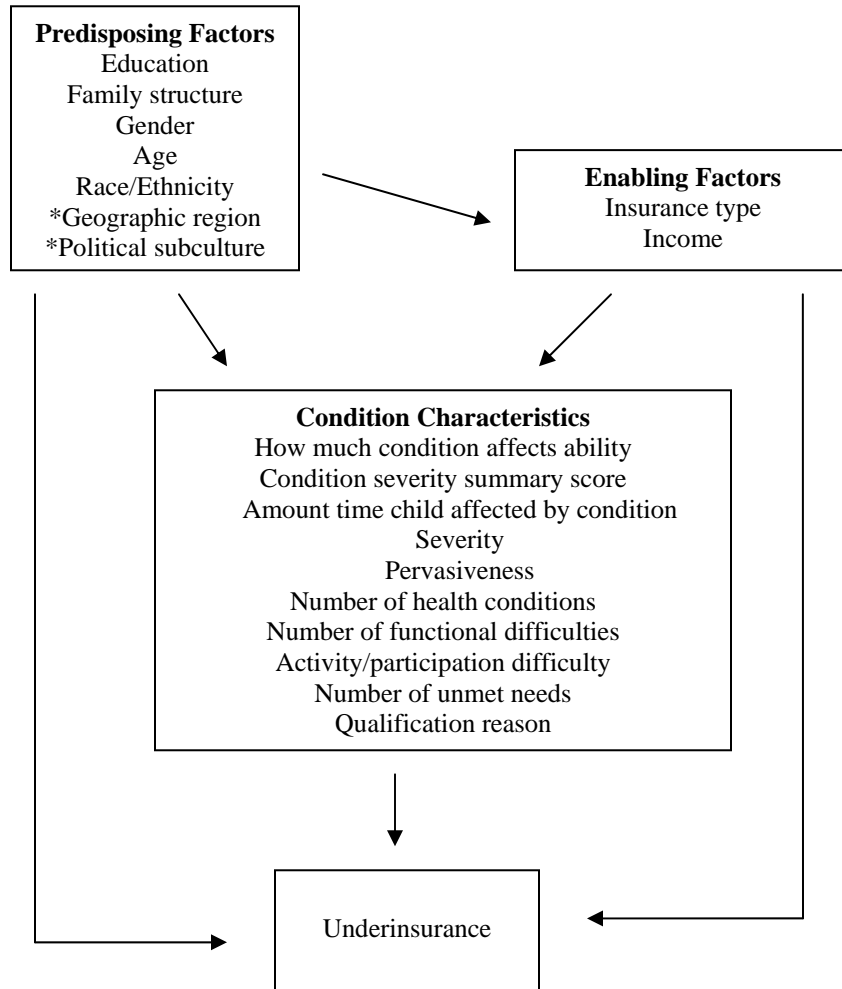 Predisposing Factors
Education
Family structure
Gender
Age
Race/Ethnicity
*Geographic region
*Political subculture
Enabling Factors
Insurance type
Income
Condition Characteristics
How much condition affects ability
Condition severity summary score
Amount time child affected by condition
Severity
Pervasiveness
Number of health conditions
Number of functional difficulties
Activity/participation difficulty
Number of unmet needs
Qualification reason
Underinsurance